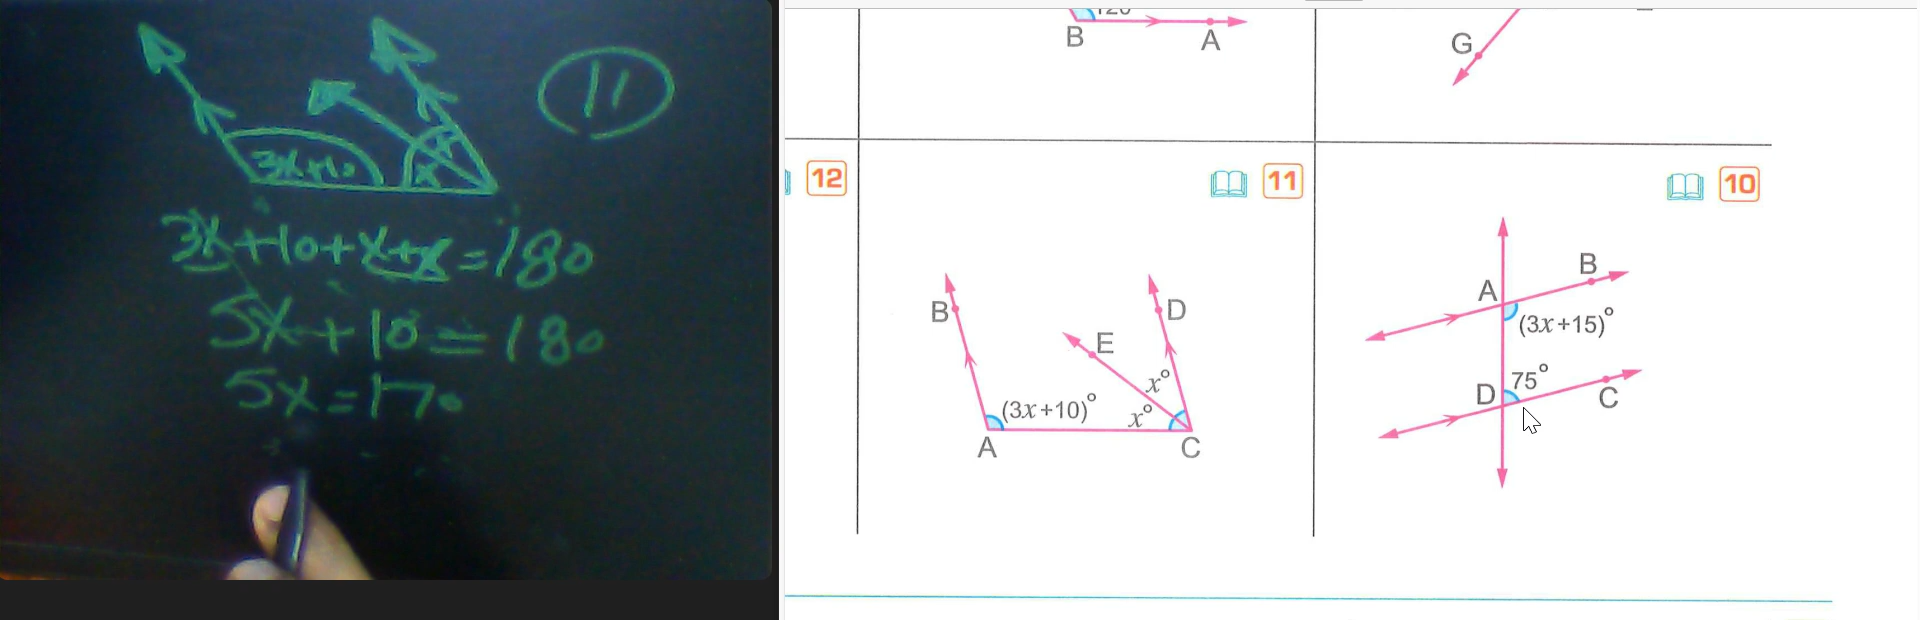 11
3x+10
x
x
3x+10+x+x=180
5x+10=180
5x=170
B
A
G
12
11
10
B
D
E
x°
(3x+10)°
x°
A
C
B
A
(3x+15)°
75°
D
C